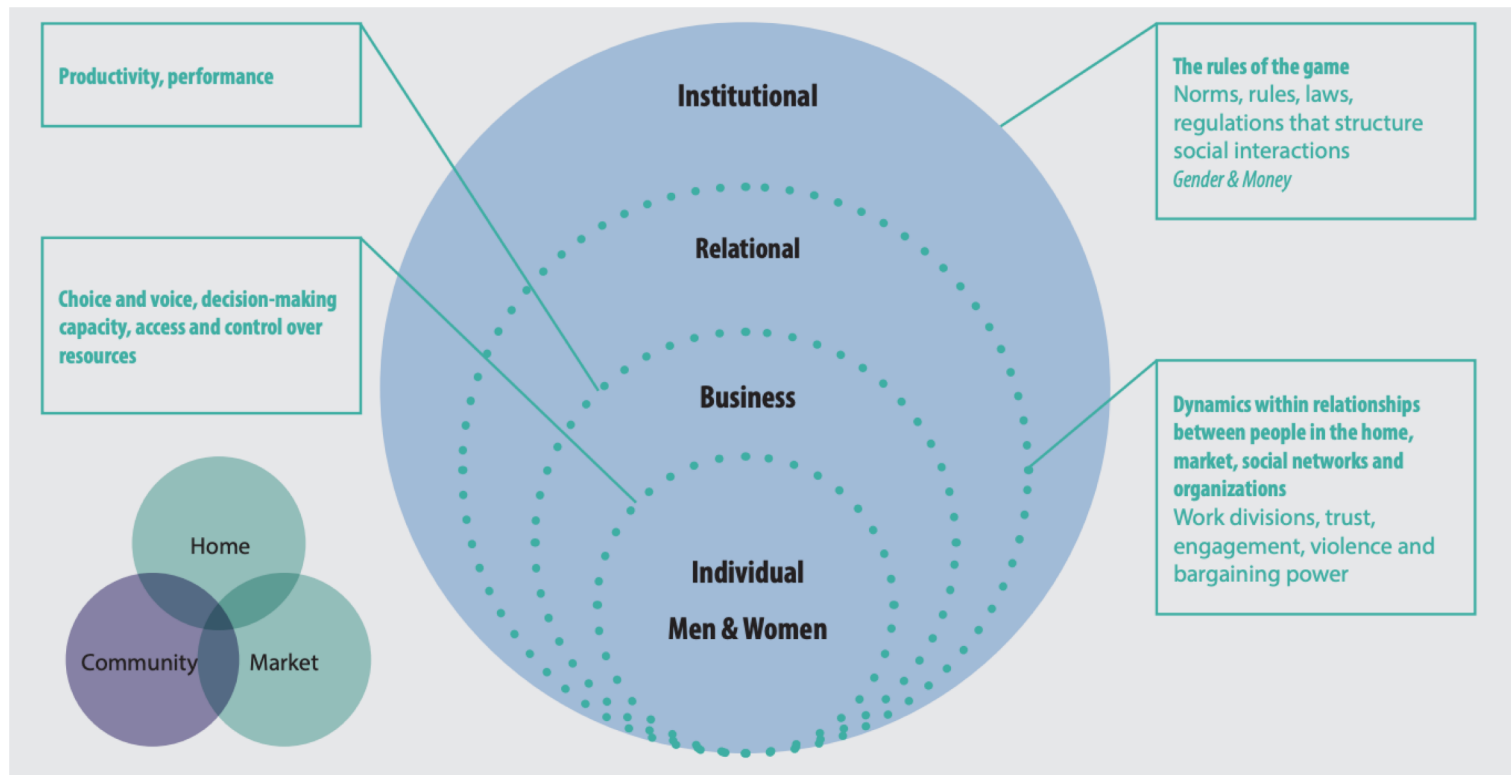 Productivity, performance
Choice and voice, decision-making
capacity, access and control over
resources
Home
Community
Market
Institutional
Relational
Business
Individual
Men & Women
The rules of the game
Norms, rules, laws,
regulations that structure
social interactions
Gender & Money
Dynamics within relationships
between people in the home,
market, social networks and
organizations
Work divisions, trust,
engagement, violence and
bargaining power